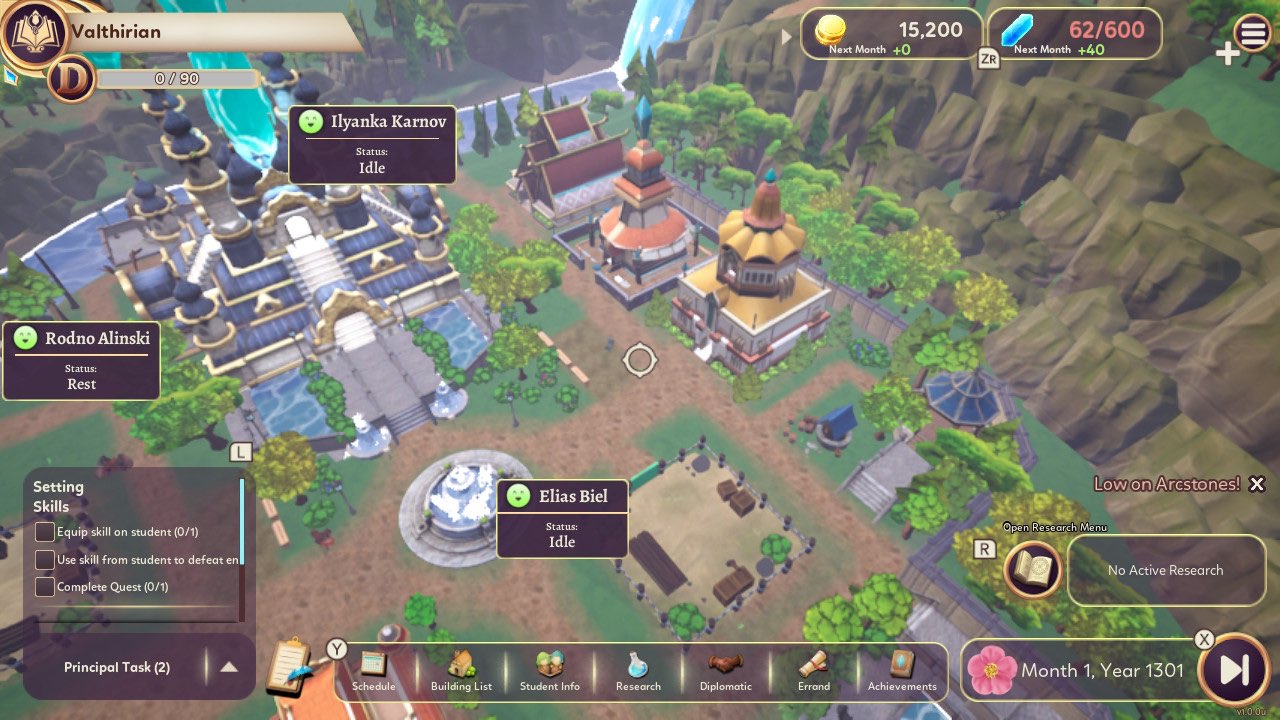 Valthirian
D
0 / 90
15,200
Next Month +0
62/600
Next Month +40
ZR
Ilyanka Karnov
Status:
Idle
Rodno Alinski
Status:
Rest
L
Setting
Skills
Equip skill on student (0/1)
Use skill from student to defeat en
Complete Quest (0/1)
Principal Task (2)
Elias Biel
Status:
Idle
Low on Arcstones!
Open Research Menu
R
No Active Research
Y
Schedule
Building List
Student Info
Research
Diplomatic
Errand
Achievements
X
Month 1, Year 1301
v1.0.0u